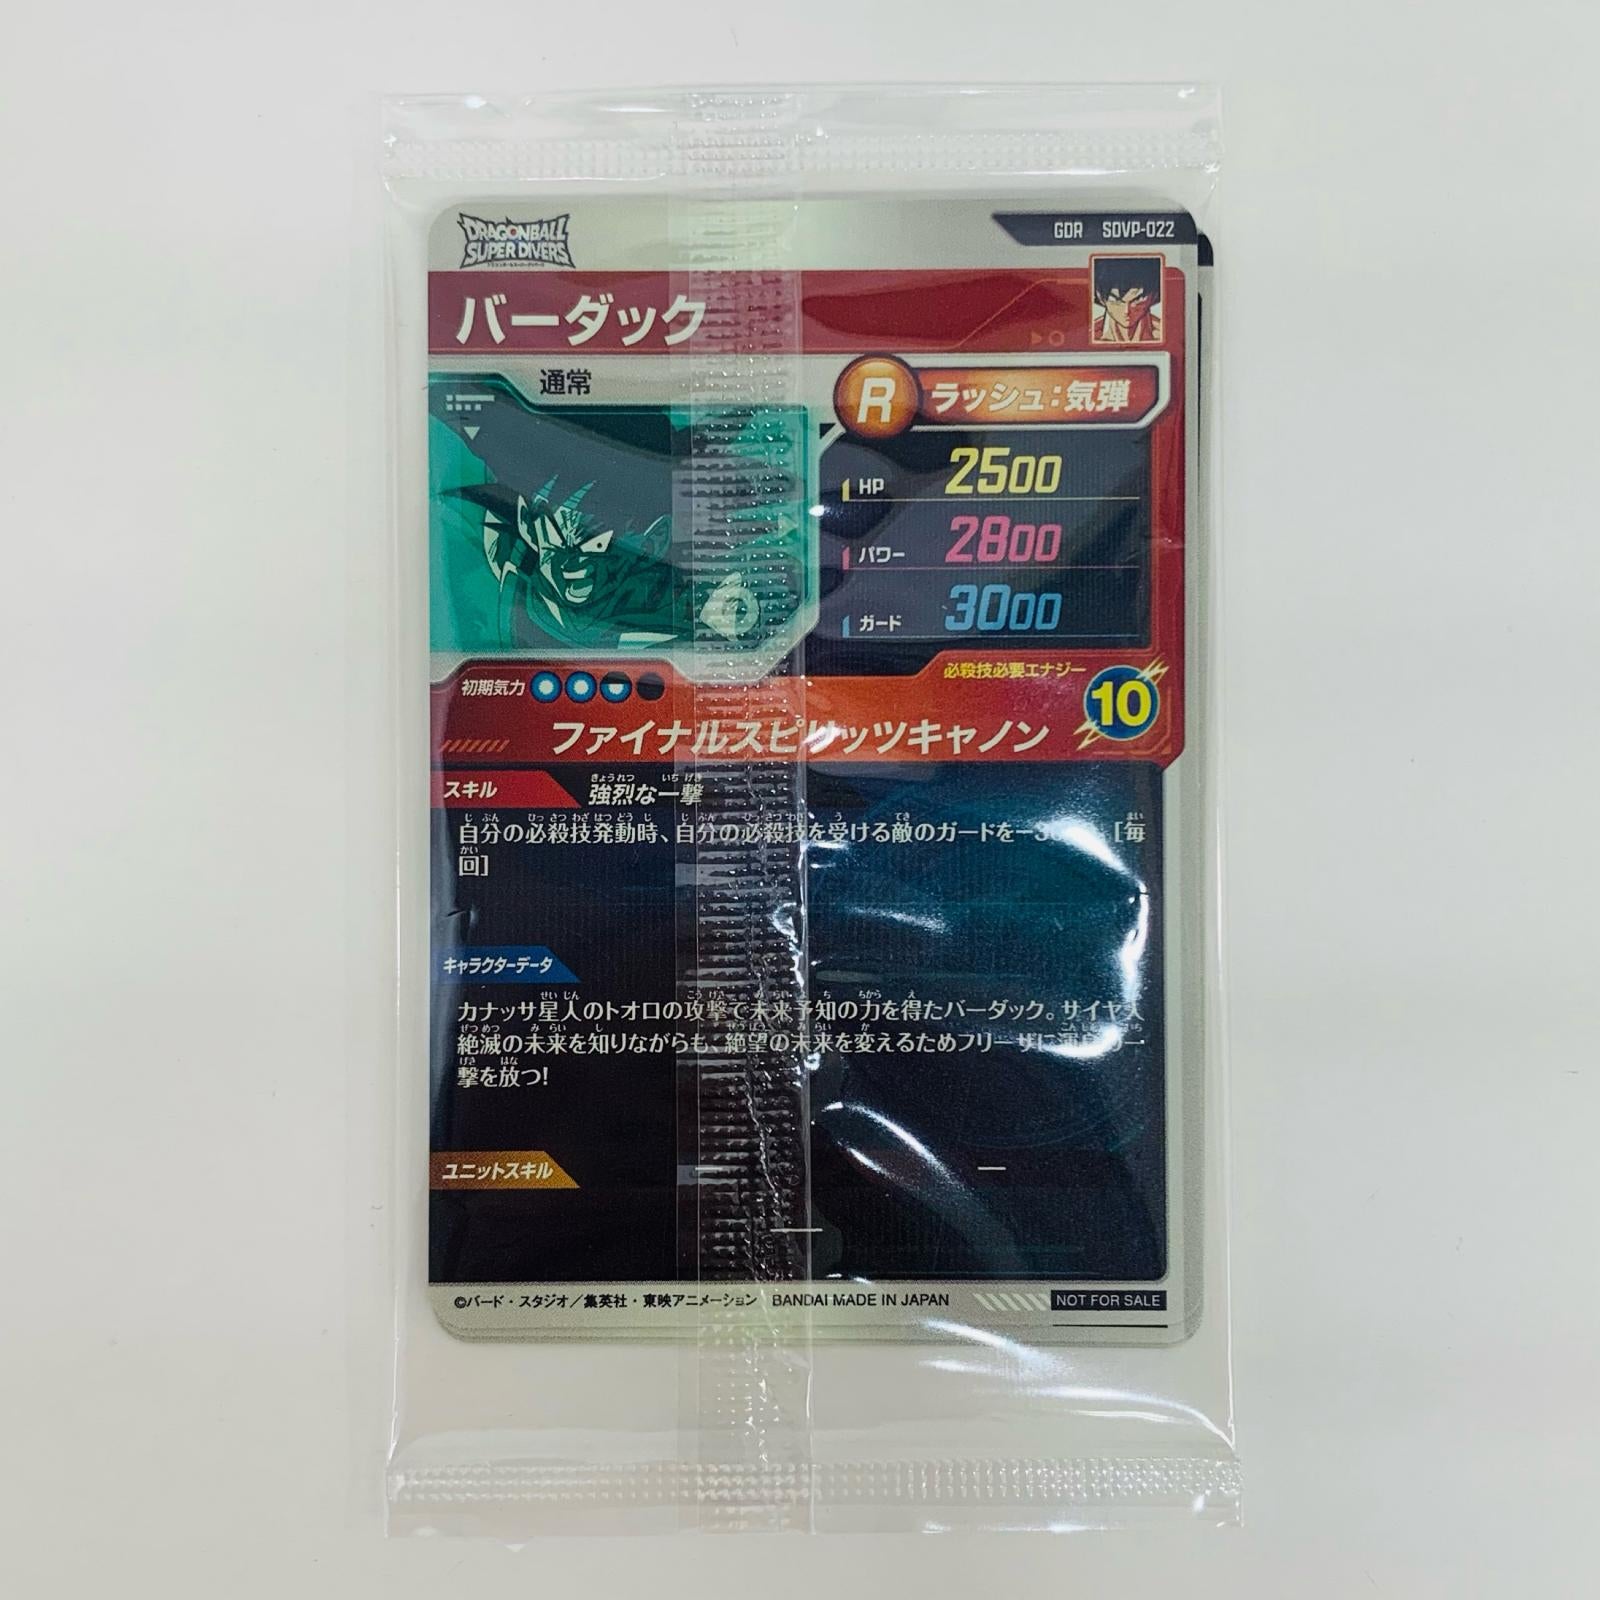 DRAGONBALL
SUPER DIVERS
GDR SDVP-022
バーダック
通常
R ラッシュ:気弾
HP 2500
パワー 2800
ガード 3000
初期気力
必殺技必要エナジー 10
ファイナルスピリッツキャノン
スキル 強烈な一撃
自分の必殺技発動時、自分の必殺技を受ける敵のガードを [毎
回]
キャラクターデータ
カナッサ星人のトオロの攻撃で未来予知の力を得たバーダック。サイヤ人
絶滅の未来を知りながらも、絶望の未来を変えるためフリーザに 一
撃を放つ!
ユニットスキル ― ―
―
©バード・スタジオ/集英社・東映アニメーション BANDAI MADE IN JAPAN NOT FOR SALE